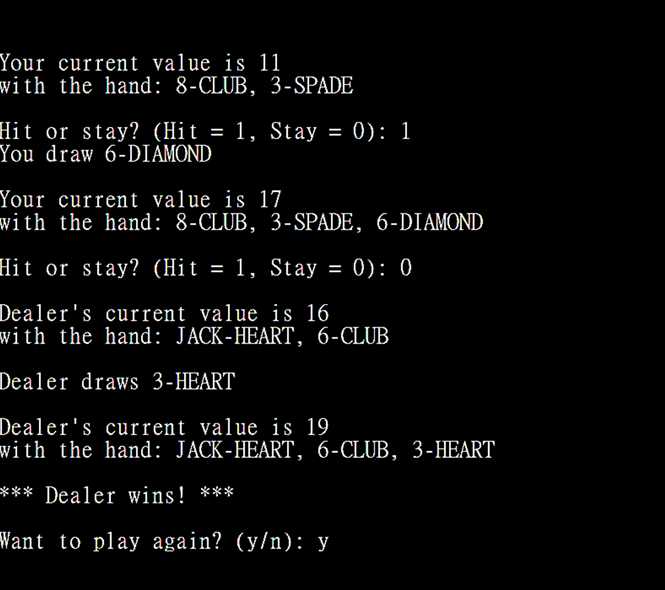 Your current value is 11
with the hand: 8-CLUB, 3-SPADE
Hit or stay? (Hit = 1, Stay = 0): 1
You draw 6-DIAMOND
Your current value is 17
with the hand: 8-CLUB, 3-SPADE, 6-DIAMOND
Hit or stay? (Hit = 1, Stay = 0): 0
Dealer's current value is 16
with the hand: JACK-HEART, 6-CLUB
Dealer draws 3-HEART
Dealer's current value is 19
with the hand: JACK-HEART, 6-CLUB, 3-HEART
*** Dealer wins! ***
Want to play again? (y/n): y